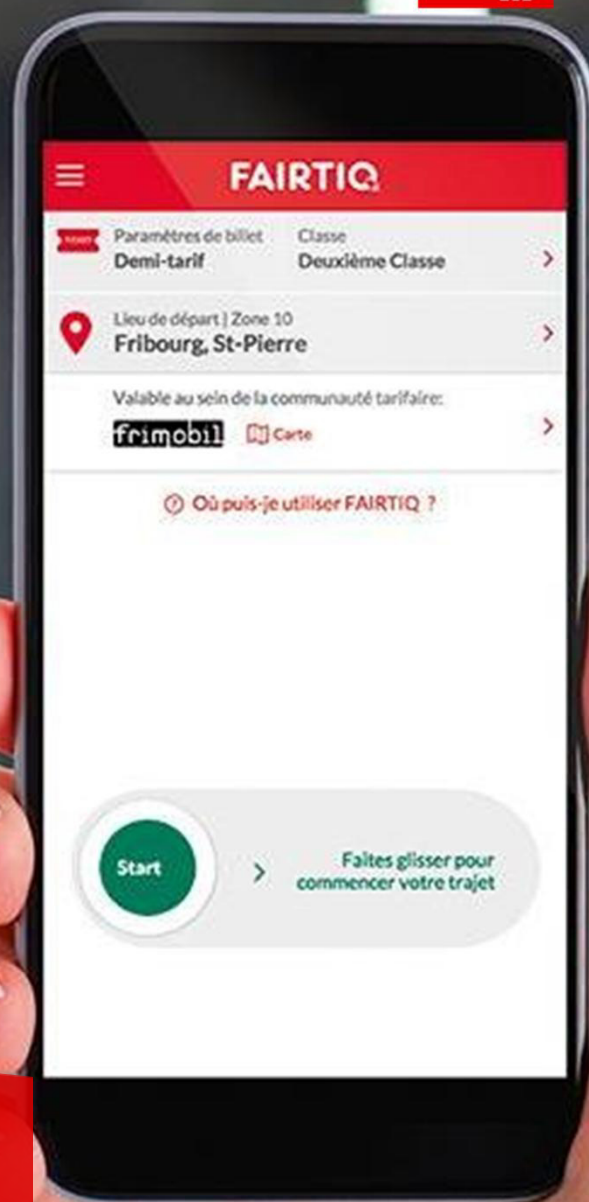 FAIRTIQ
Paramètres de billet Classe
Demi-tarif Deuxième Classe
Lieu de départ | Zone 10
Fribourg, St-Pierre
Valable au sein de la communauté tarifaire:
frimobil Carte
Où puis-je utiliser FAIRTIQ ?
Start > Faites glisser pour
commencer votre trajet